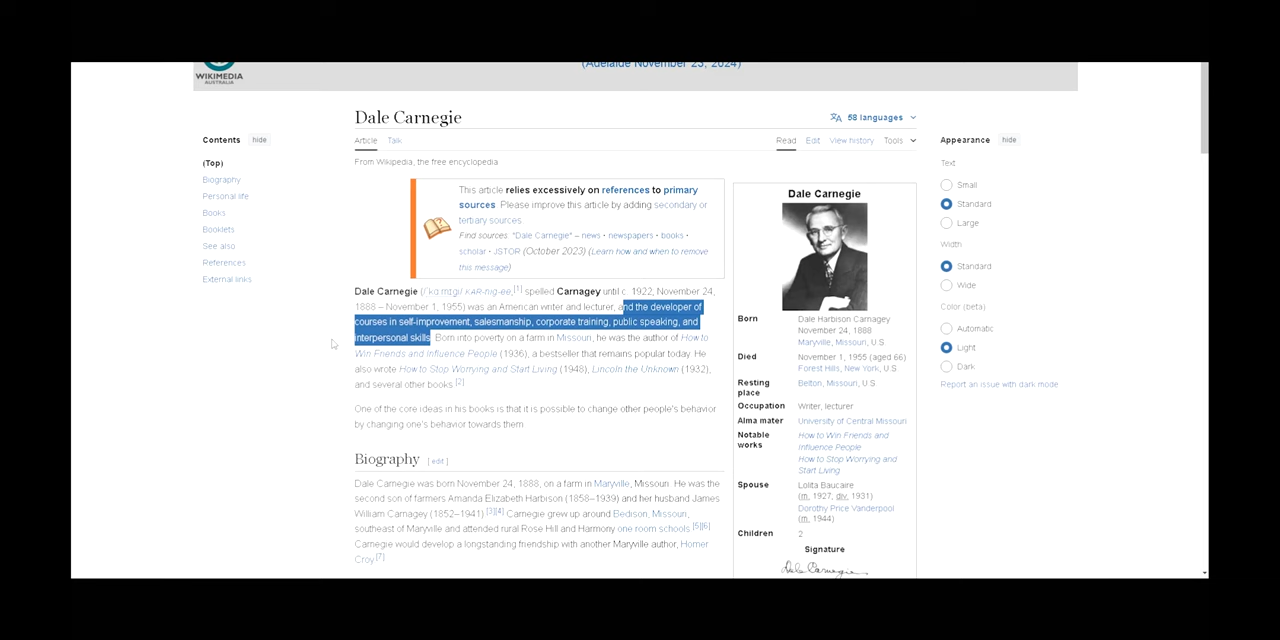 (Adelaide November 23, 2024)
WIKIMEDIA
AUSTRALIA
Dale Carnegie
58 languages
Contents hide
Article Talk
Read Edit View history Tools
Appearance hide
(Top)
From Wikipedia, the free encyclopedia
Text
Biography
Personal life
Books
Booklets
See also
References
External links
This article relies excessively on references to primary
sources. Please improve this article by adding secondary or
tertiary sources.
Find sources: "Dale Carnegie" – news · newspapers · books ·
scholar · JSTOR (October 2023) (Learn how and when to remove
this message)
Dale Carnegie (/ˈkɑːrnɪɡi/ KAR-nig-ee,[1] spelled Carnagey until c. 1922, November 24,
1888 – November 1, 1955) was an American writer and lecturer, and the developer of
courses in self-improvement, salesmanship, corporate training, public speaking, and
interpersonal skills. Born into poverty on a farm in Missouri, he was the author of How to
Win Friends and Influence People (1936), a bestseller that remains popular today. He
also wrote How to Stop Worrying and Start Living (1948), Lincoln the Unknown (1932),
and several other books.[2]
One of the core ideas in his books is that it is possible to change other people's behavior
by changing one's behavior towards them
Biography [ edit ]
Dale Carnegie was born November 24, 1888, on a farm in Maryville, Missouri. He was the
second son of farmers Amanda Elizabeth Harbison (1858–1939) and her husband James
William Carnagey (1852–1941).[3][4] Carnegie grew up around Bedison, Missouri,
southeast of Maryville and attended rural Rose Hill and Harmony one room schools.[5][6]
Carnegie would develop a longstanding friendship with another Maryville author, Homer
Croy.[7]
Dale Carnegie
Born Dale Harbison Carnagey
November 24, 1888
Maryville, Missouri, U.S
Died November 1, 1955 (aged 66)
Forest Hills, New York, U.S
Resting Belton, Missouri, U.S
place
Occupation Writer, lecturer
Alma mater University of Central Missouri
Notable How to Win Friends and
works Influence People
How to Stop Worrying and
Start Living
Spouse Lolita Baucaire
(m. 1927, div. 1931)
Dorothy Price Vanderpool
(m. 1944)
Children 2
Signature
Dale Carnegie
Small
Standard
Large
Width
Standard
Wide
Color (beta)
Automatic
Light
Dark
Report an issue with dark mode